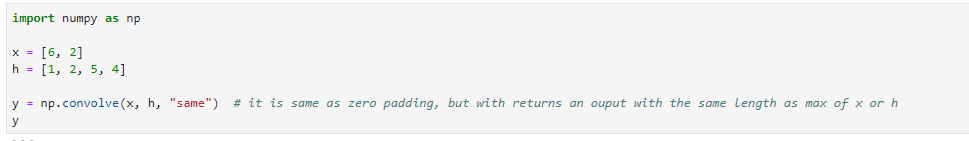 import numpy as np
x = [6, 2]
h = [1, 2, 5, 4]
y = np.convolve(x, h, "same")  # it is same as zero padding, but with returns an ouput with the same length as max of x or h
y